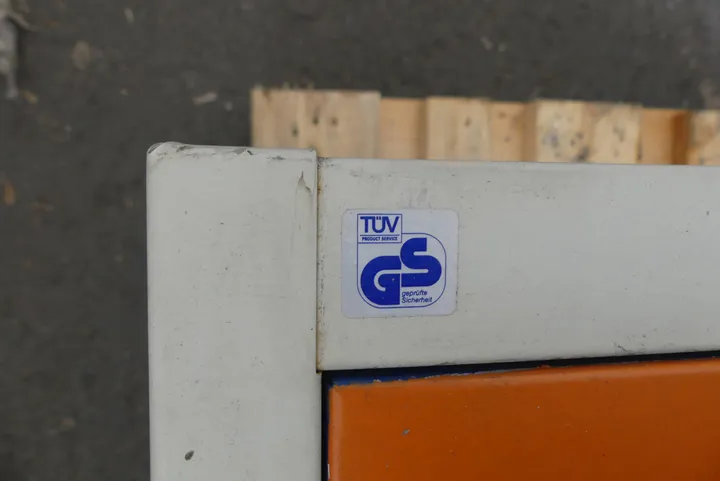 TÜV
PRODUCT SERVICE
GS
geprüfte
Sicherheit